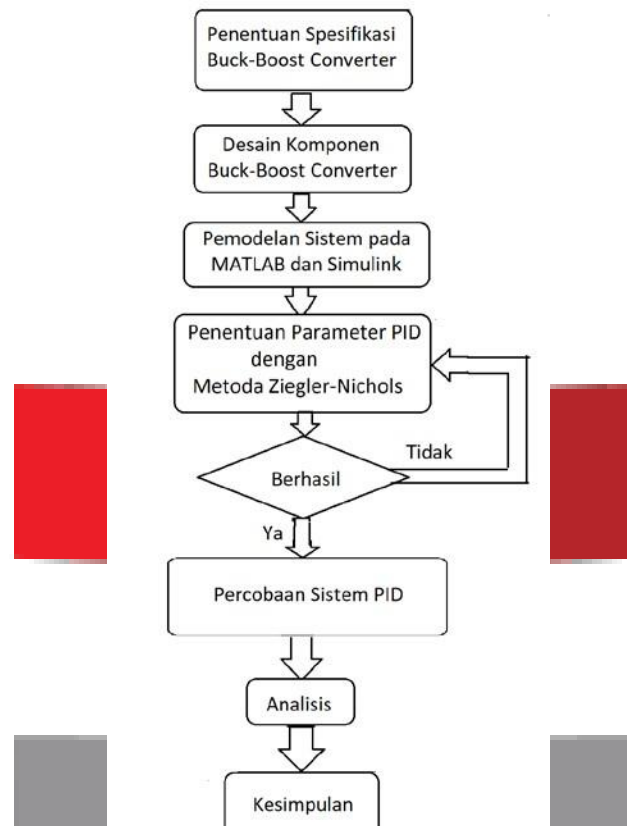 Penentuan Spesifikasi
Buck-Boost Converter
Desain Komponen
Buck-Boost Converter
Pemodelan Sistem pada
MATLAB dan Simulink
Penentuan Parameter PID
dengan
Metoda Ziegler-Nichols
Tidak
Berhasil
Ya
Percobaan Sistem PID
Analisis
Kesimpulan